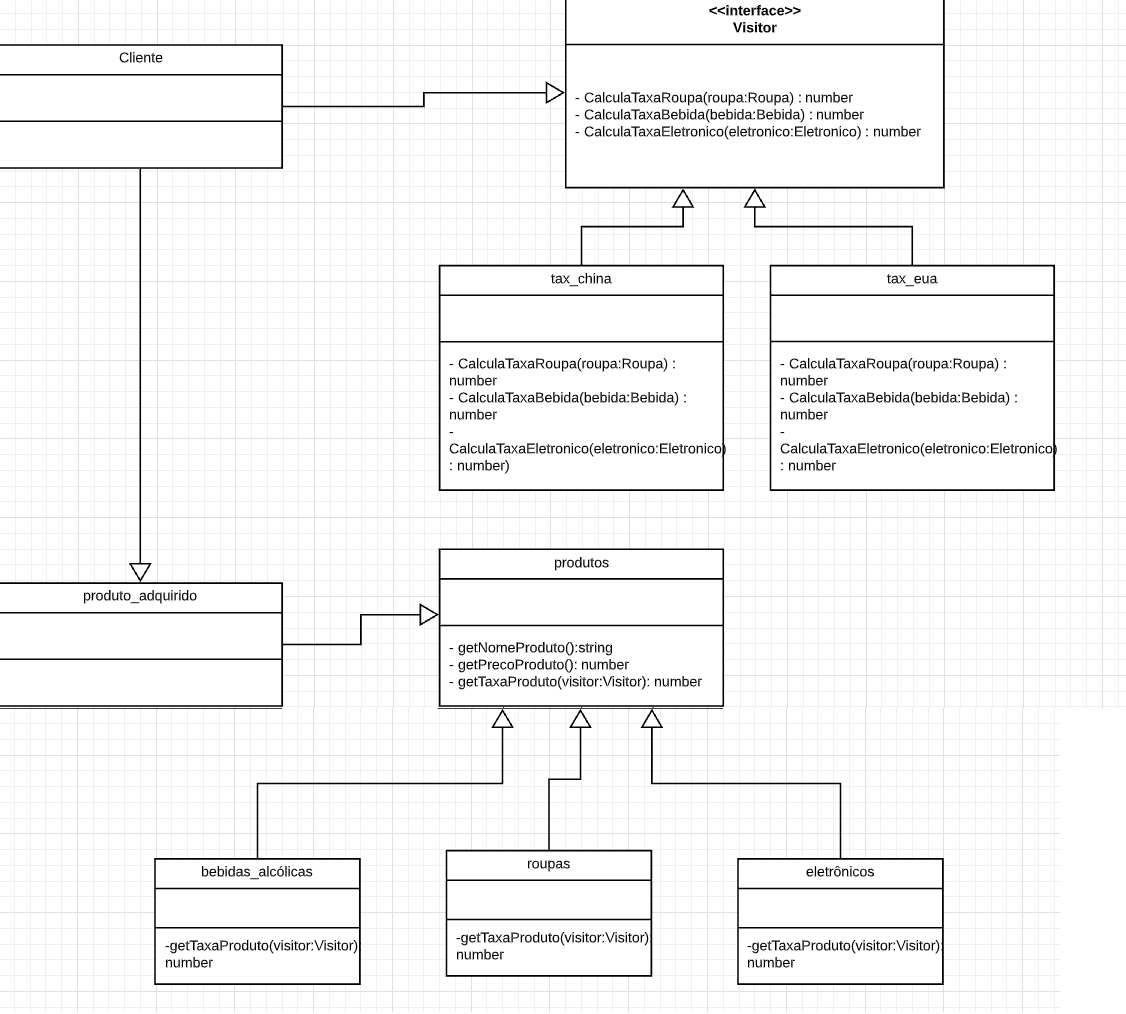 <<interface>>
Visitor
Cliente
- CalculaTaxaRoupa(roupa:Roupa) : number
- CalculaTaxaBebida(bebida:Bebida) : number
- CalculaTaxaEletronico(eletronico:Eletronico) : number
tax_china
- CalculaTaxaRoupa(roupa:Roupa) :
number
- CalculaTaxaBebida(bebida:Bebida) :
number
-
CalculaTaxaEletronico(eletronico:Eletronico)
: number)
tax_eua
- CalculaTaxaRoupa(roupa:Roupa) :
number
- CalculaTaxaBebida(bebida:Bebida) :
number
-
CalculaTaxaEletronico(eletronico:Eletronico)
: number
produto_adquirido
produtos
- getNomeProduto():string
- getPrecoProduto(): number
- getTaxaProduto(visitor:Visitor): number
bebidas_alcólicas
-getTaxaProduto(visitor:Visitor):
number
roupas
-getTaxaProduto(visitor:Visitor):
number
eletrônicos
-getTaxaProduto(visitor:Visitor):
number